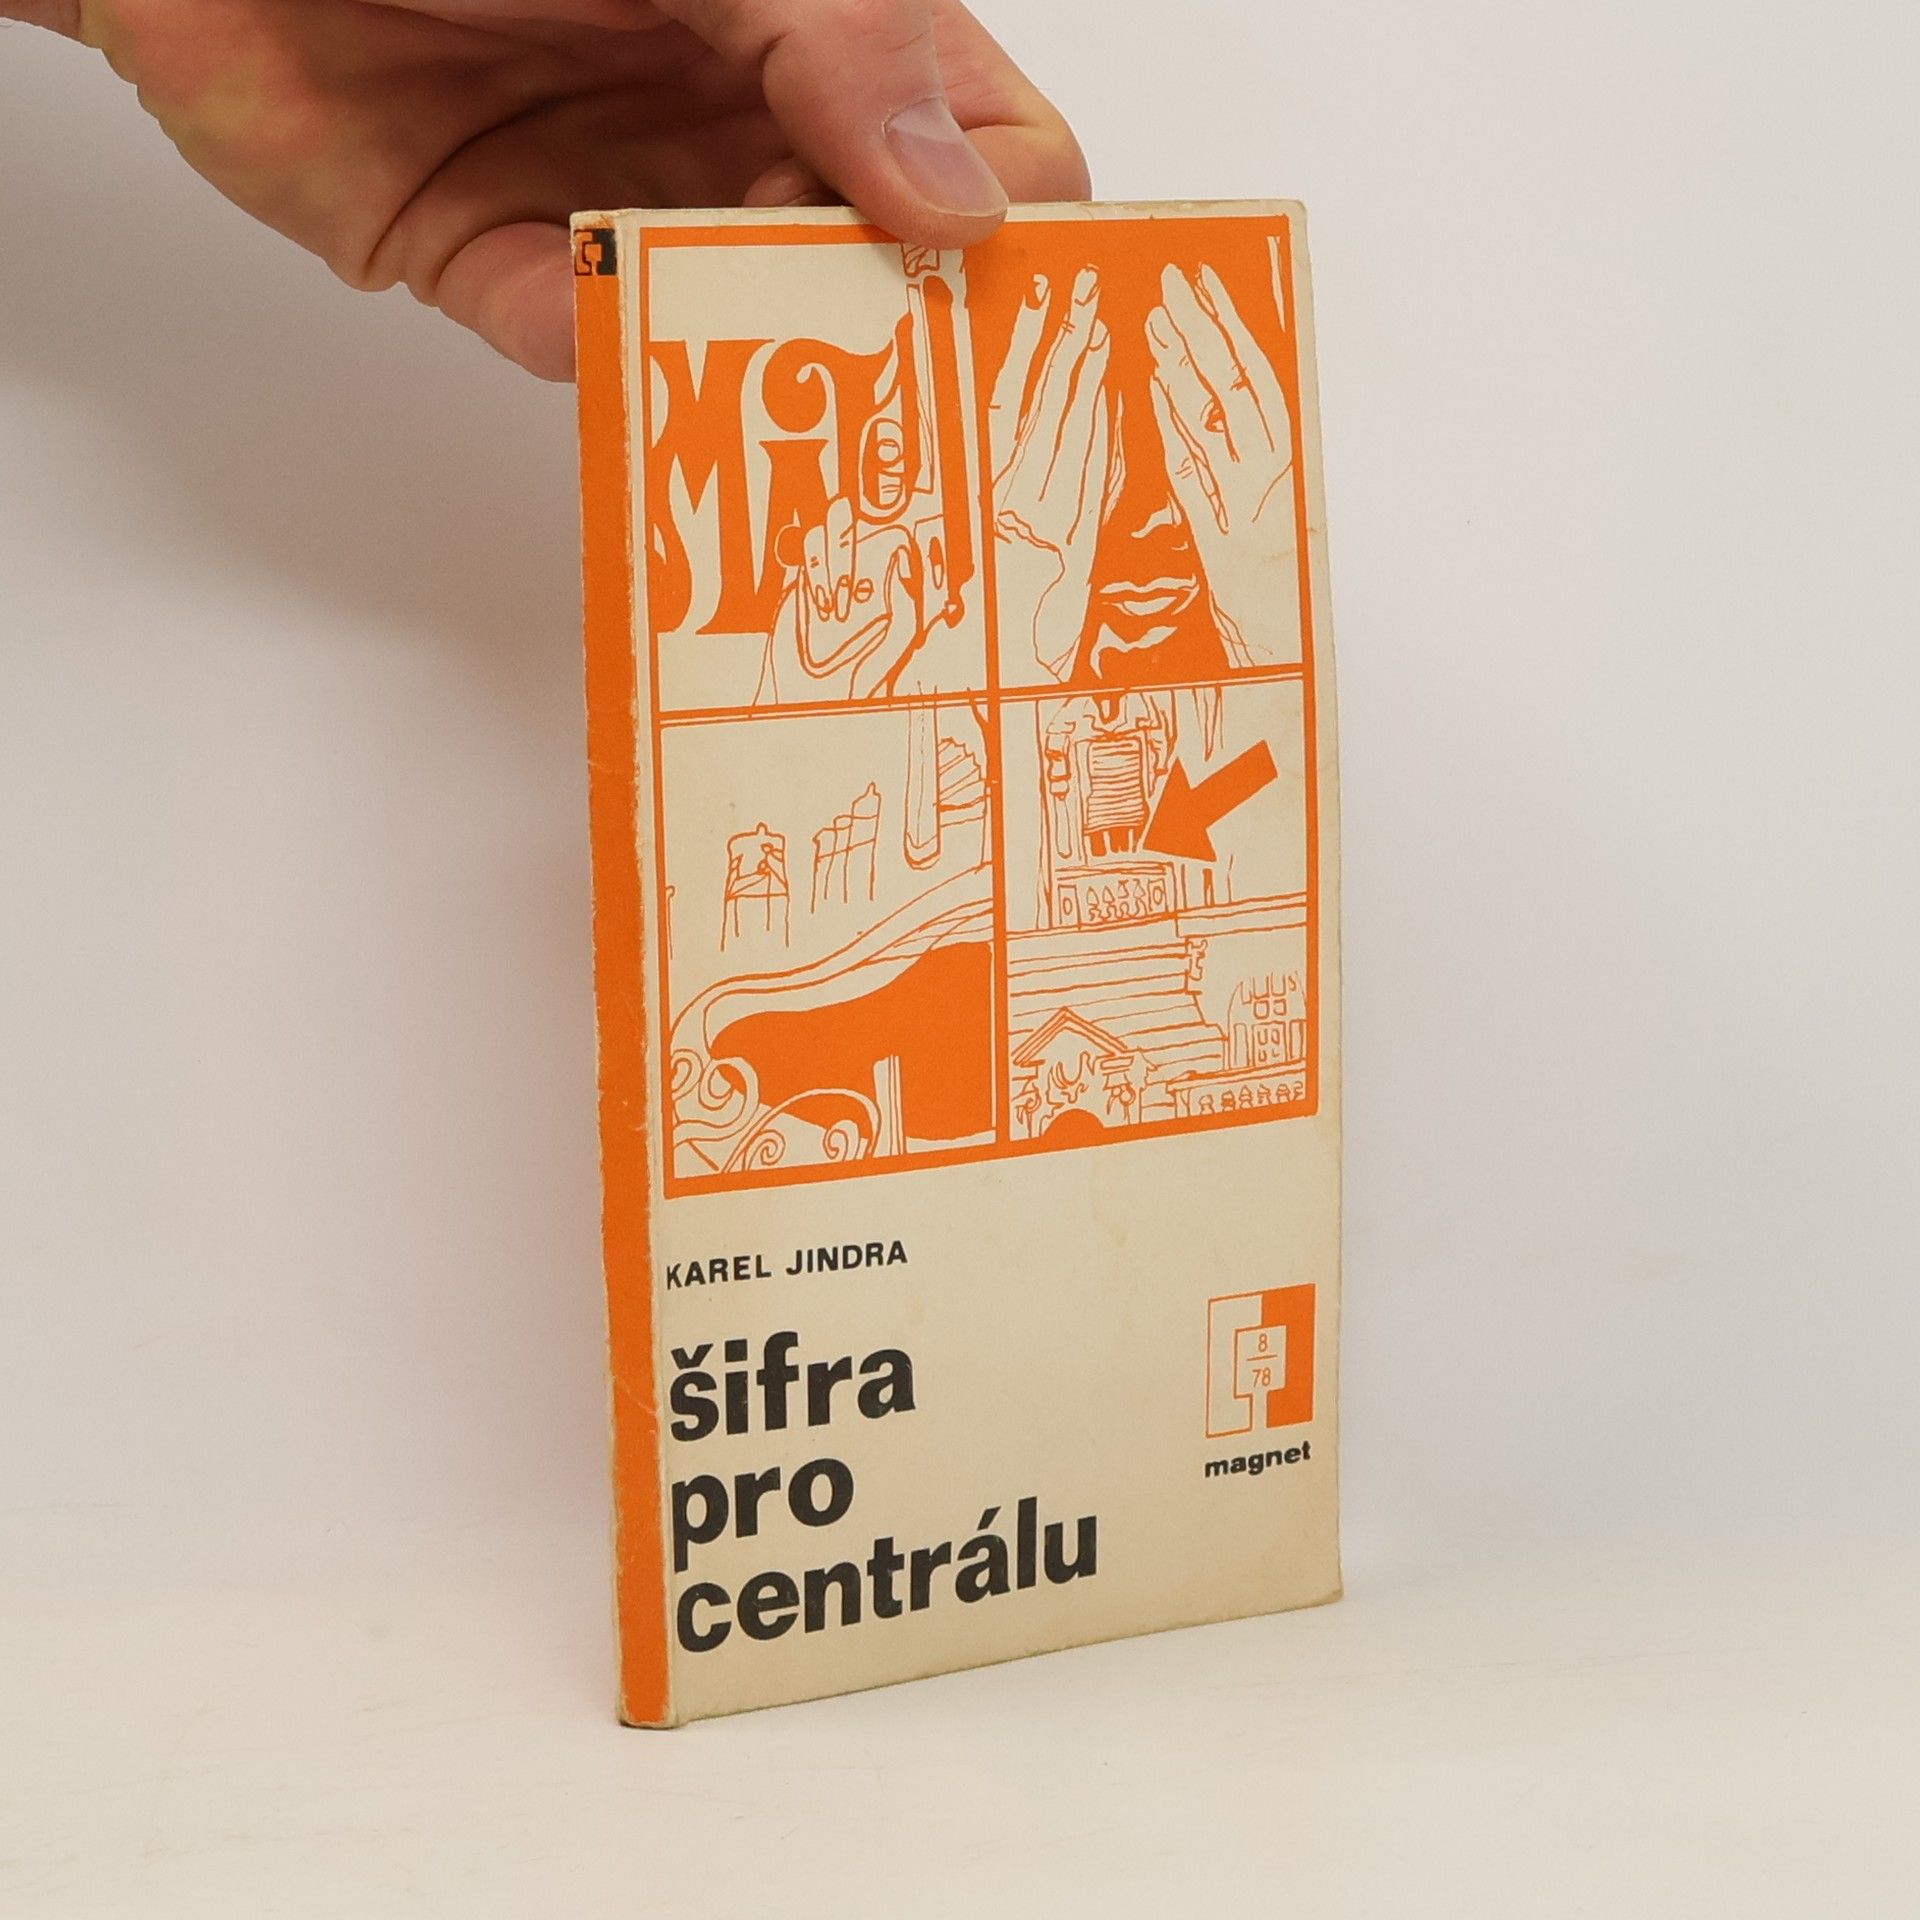 KAREL JINDRA
šifra
pro
centrálu
8
78
magnet